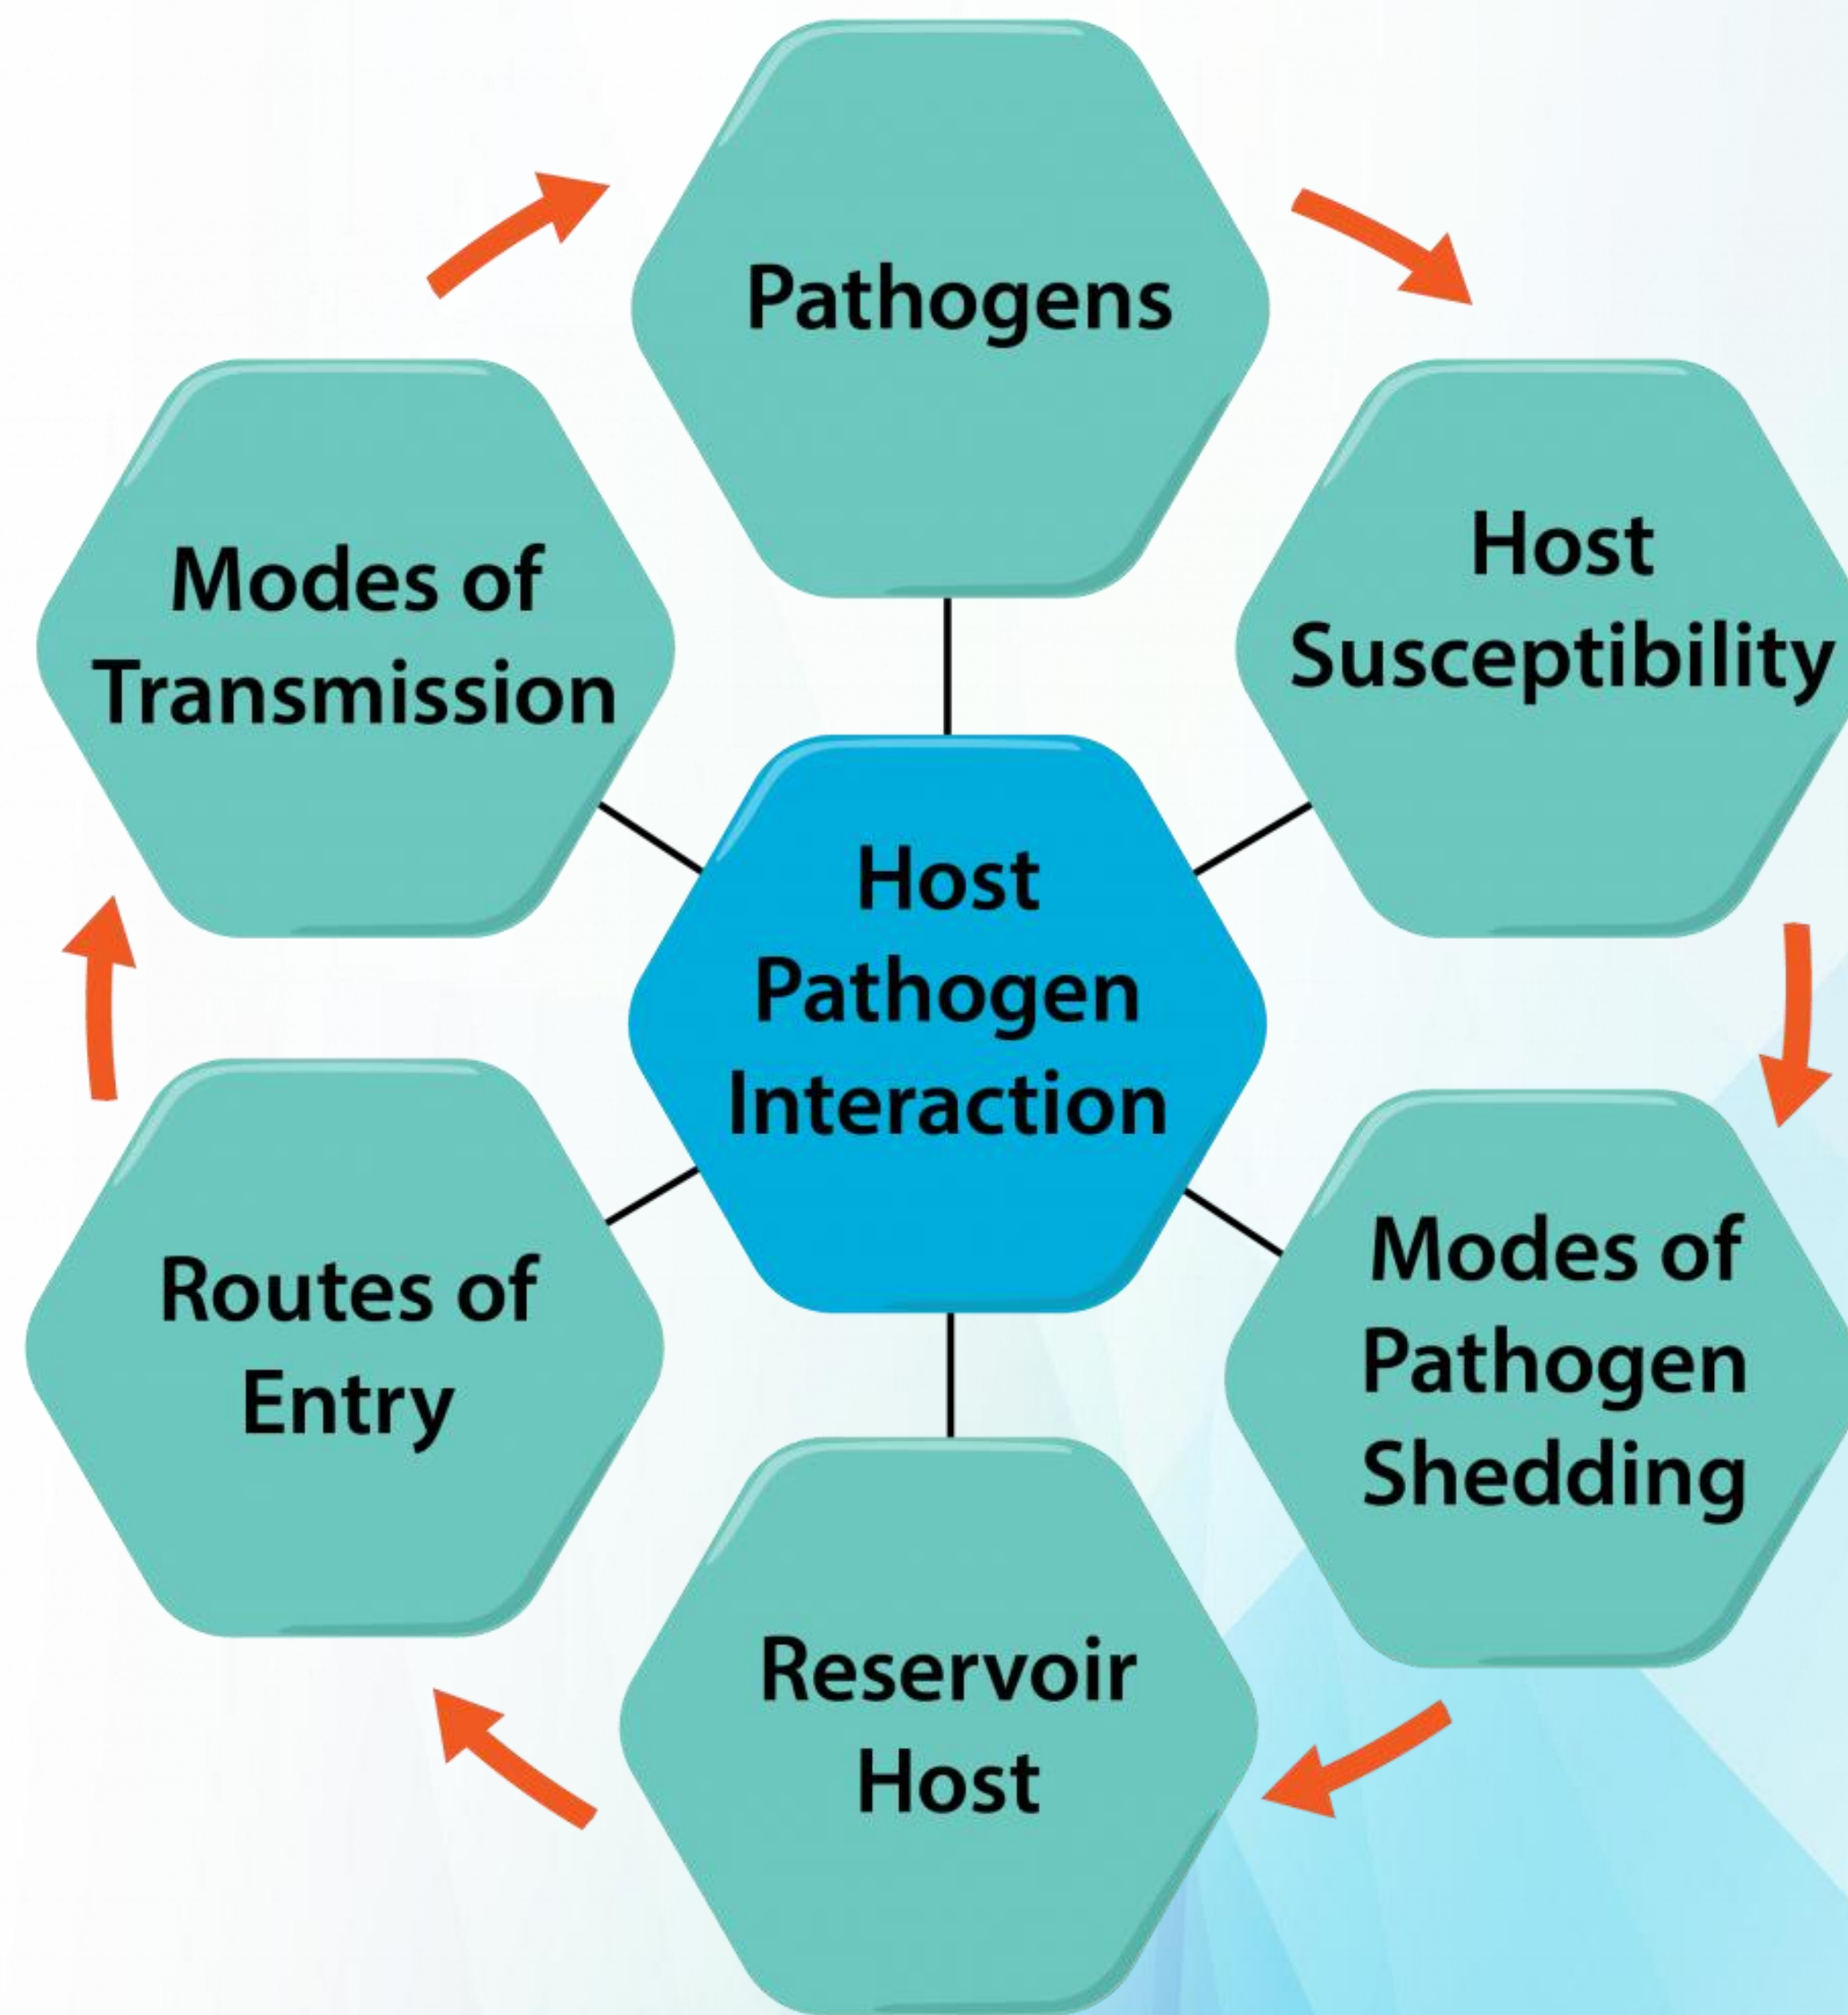 Pathogens
Host
Susceptibility
Modes of
Pathogen
Shedding
Reservoir
Host
Routes of
Entry
Modes of
Transmission
Host
Pathogen
Interaction